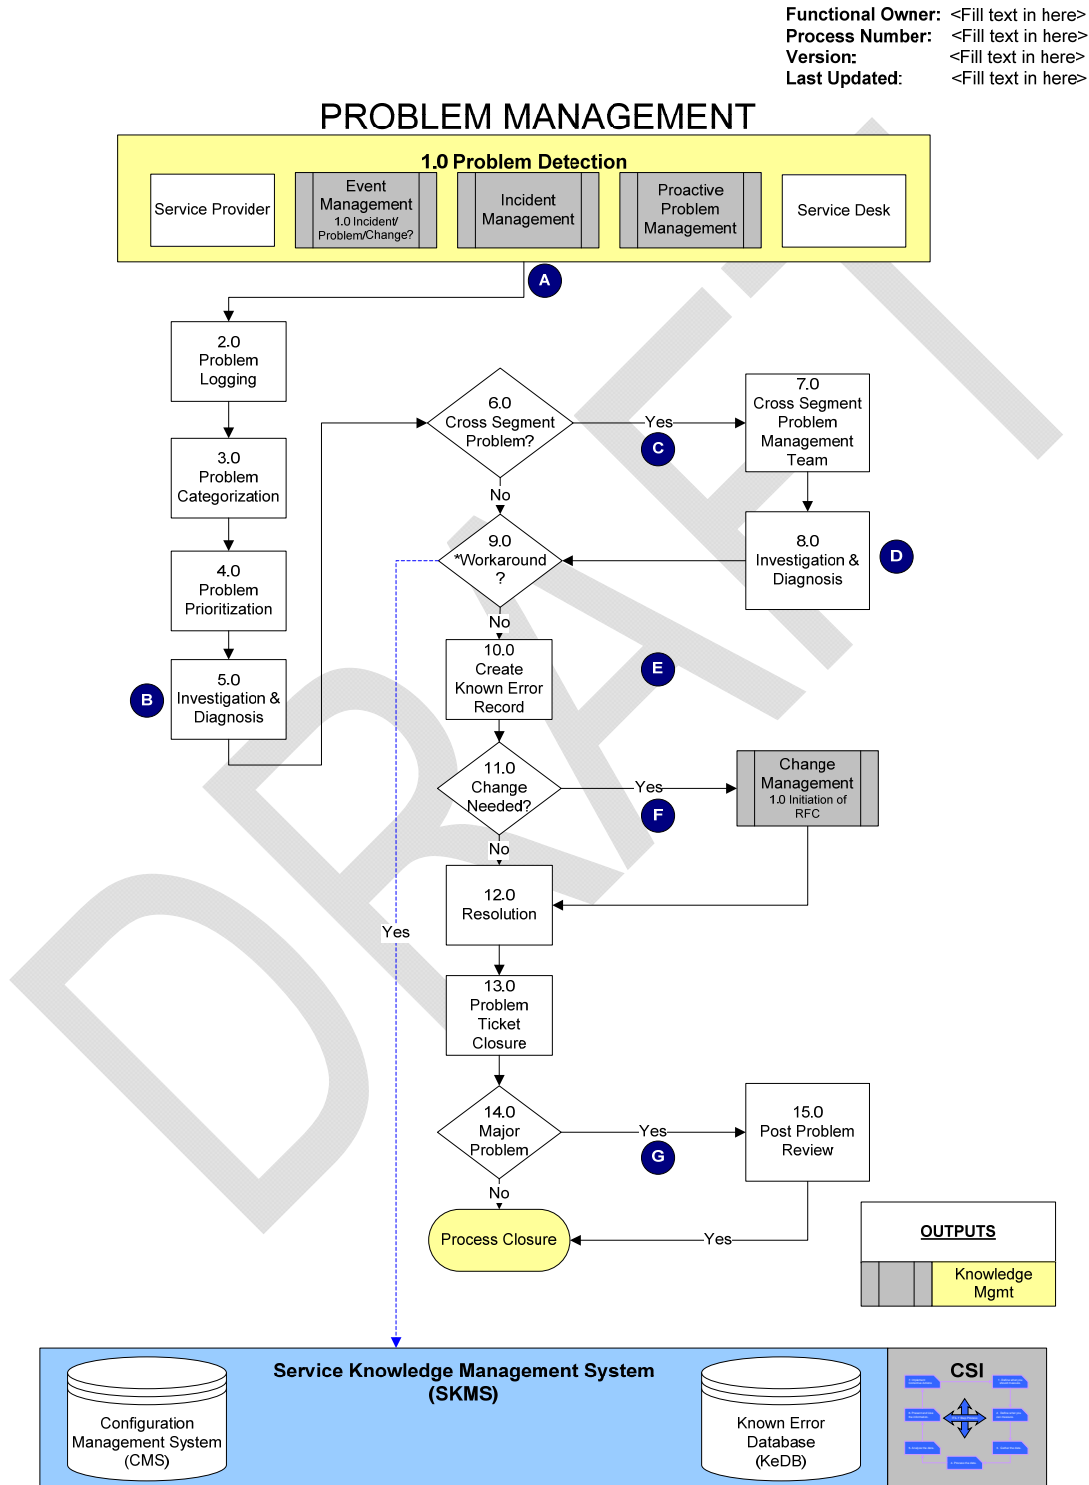 Functional Owner: <Fill text in here>
Process Number: <Fill text in here>
Version: <Fill text in here>
Last Updated: <Fill text in here>
PROBLEM MANAGEMENT
1.0 Problem Detection
Service Provider
Event
Management
1.0 Incident/
Problem/Change?
Incident
Management
Proactive
Problem
Management
Service Desk
A
2.0
Problem
Logging
3.0
Problem
Categorization
4.0
Problem
Prioritization
B
5.0
Investigation &
Diagnosis
6.0
Cross Segment
Problem?
Yes
C
7.0
Cross Segment
Problem
Management
Team
No
8.0
Investigation &
Diagnosis
D
9.0
*Workaround
?
No
10.0
Create
Known Error
Record
E
11.0
Change
Needed?
Yes
F
Change
Management
1.0 Initiation of
RFC
No
12.0
Resolution
Yes
13.0
Problem
Ticket
Closure
14.0
Major
Problem
Yes
G
15.0
Post Problem
Review
No
Process Closure
Yes
OUTPUTS
Knowledge
Mgmt
Service Knowledge Management System
(SKMS)
Configuration
Management System
(CMS)
Known Error
Database
(KeDB)
CSI
DRAFT